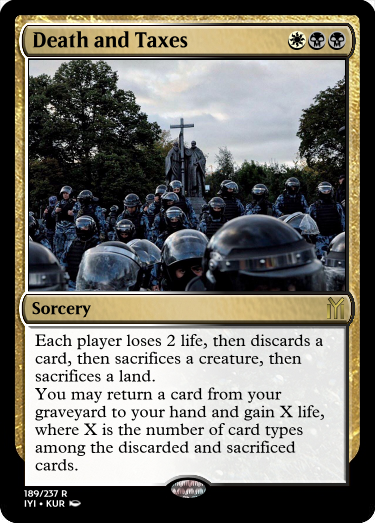 Death and Taxes
Sorcery
Each player loses 2 life, then discards a
card, then sacrifices a creature, then
sacrifices a land.
You may return a card from your
graveyard to your hand and gain X life,
where X is the number of card types
among the discarded and sacrificed
cards.
189/237 R
IYI • KUR